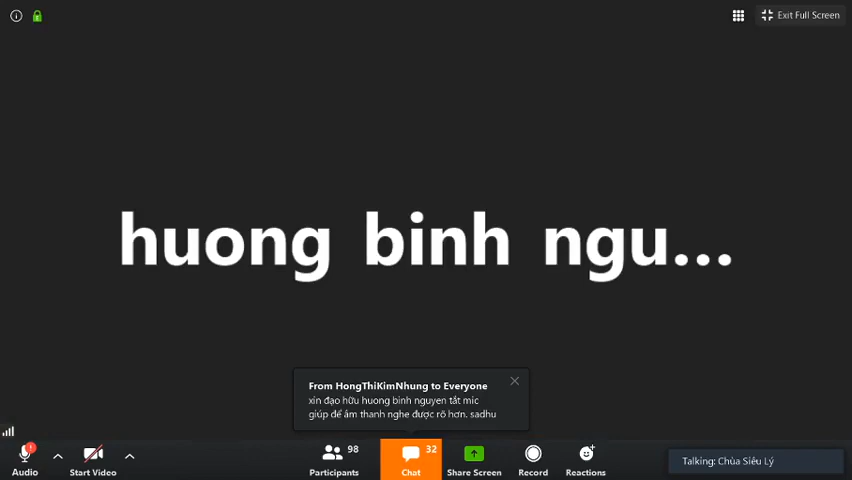 Exit Full Screen
huong binh ngu...
From HongThiKimNhung to Everyone
xin đạo hữu huong binh nguyen tắt mic
giúp để âm thanh nghe được rõ hơn. sadhu
98
32
Audio
Start Video
Participants
Chat
Share Screen
Record
Reactions
Talking: Chùa Siêu Lý